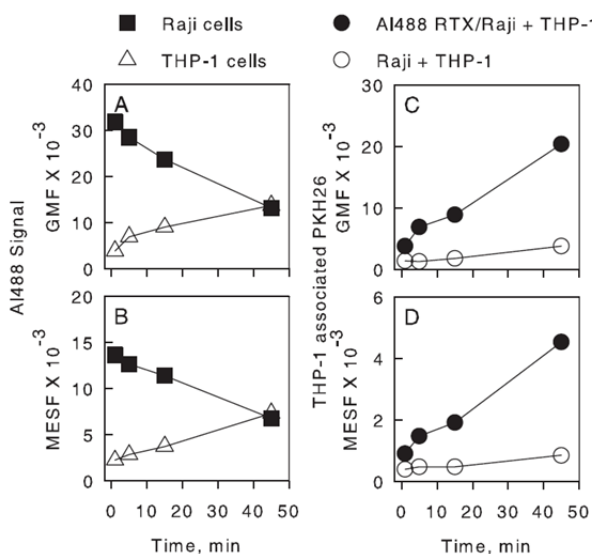 Raji cells
THP-1 cells
Al488 RTX/Raji + THP-1
Raji + THP-1
A
40
30
20
10
0
Al488 Signal
GMF X 10⁻³
B
20
15
10
5
0
MESF X 10⁻³
0 10 20 30 40 50
Time, min
C
30
20
10
0
THP-1 associated PKH26
GMF X 10⁻³
D
6
4
2
0
MESF X 10⁻³
0 10 20 30 40 50
Time, min